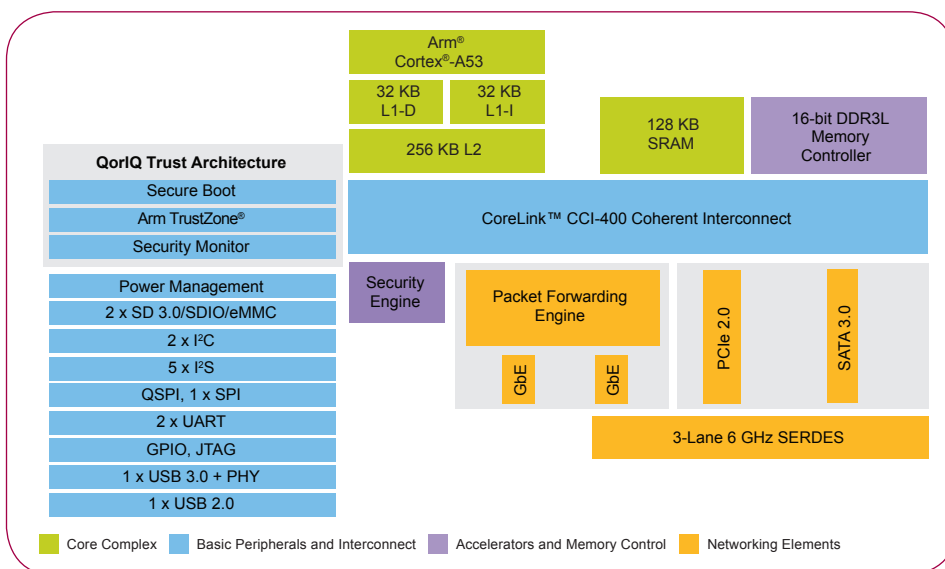 Arm®
Cortex®-A53
32 KB
L1-D
32 KB
L1-I
256 KB L2
128 KB
SRAM
16-bit DDR3L
Memory
Controller
QorIQ Trust Architecture
Secure Boot
Arm TrustZone®
Security Monitor
CoreLink™ CCI-400 Coherent Interconnect
Power Management
2 x SD 3.0/SDIO/eMMC
2 x I²C
5 x I²S
QSPI, 1 x SPI
2 x UART
GPIO, JTAG
1 x USB 3.0 + PHY
1 x USB 2.0
Security
Engine
Packet Forwarding
Engine
GbE
GbE
PCIe 2.0
SATA 3.0
3-Lane 6 GHz SERDES
Core Complex
Basic Peripherals and Interconnect
Accelerators and Memory Control
Networking Elements